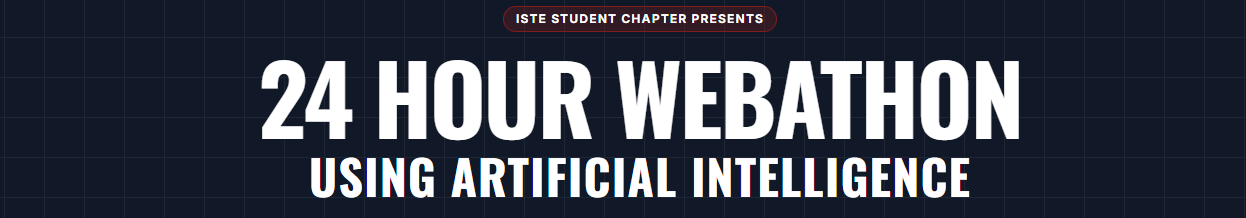 ISTE STUDENT CHAPTER PRESENTS
24 HOUR WEBATHON
USING ARTIFICIAL INTELLIGENCE